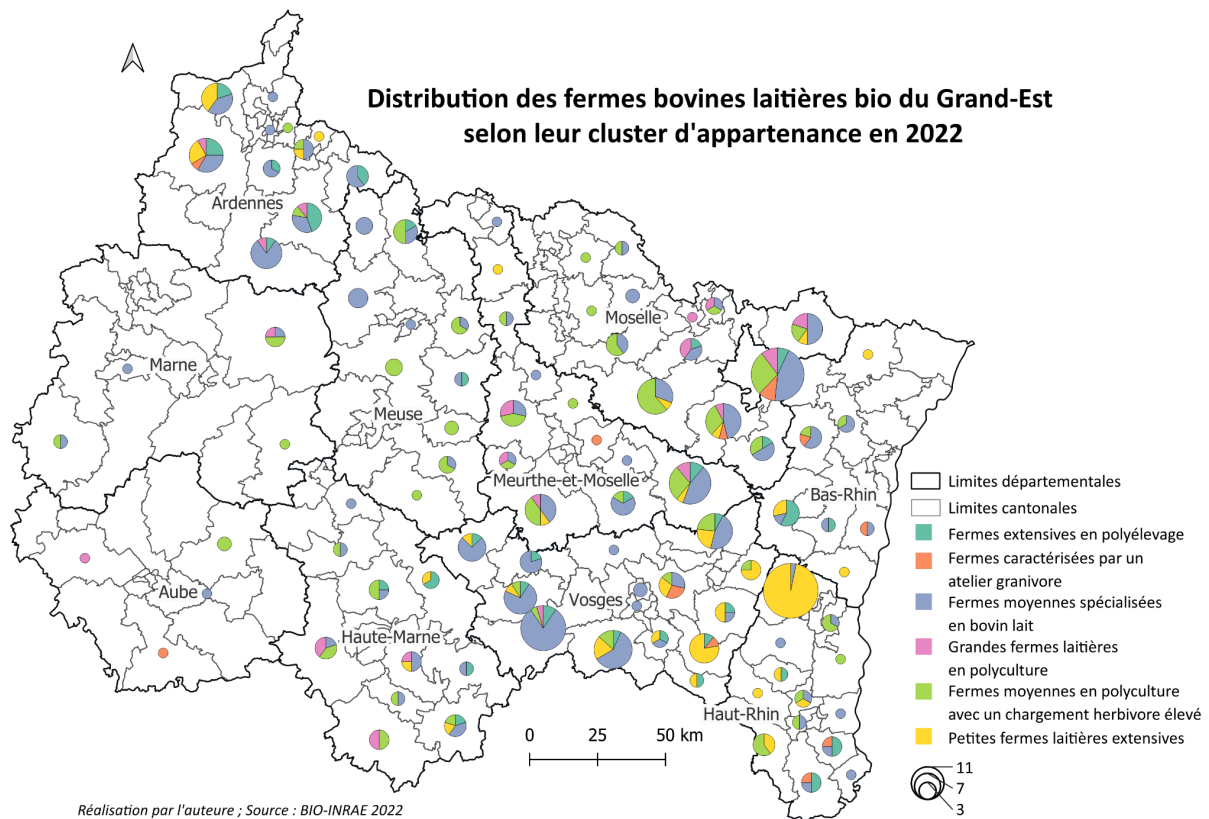 Distribution des fermes bovines laitières bio du Grand-Est
selon leur cluster d'appartenance en 2022
Ardennes
Moselle
Marne
Meuse
Meurthe-et-Moselle
Bas-Rhin
Aube
Vosges
Haute-Marne
Haut-Rhin
Limites départementales
Limites cantonales
Fermes extensives en polyélevage
Fermes caractérisées par un
atelier granivore
Fermes moyennes spécialisées
en bovin lait
Grandes fermes laitières
en polyculture
Fermes moyennes en polyculture
avec un chargement herbivore élevé
Petites fermes laitières extensives
11
7
3
0 25 50 km
Réalisation par l'auteure ; Source : BIO-INRAE 2022